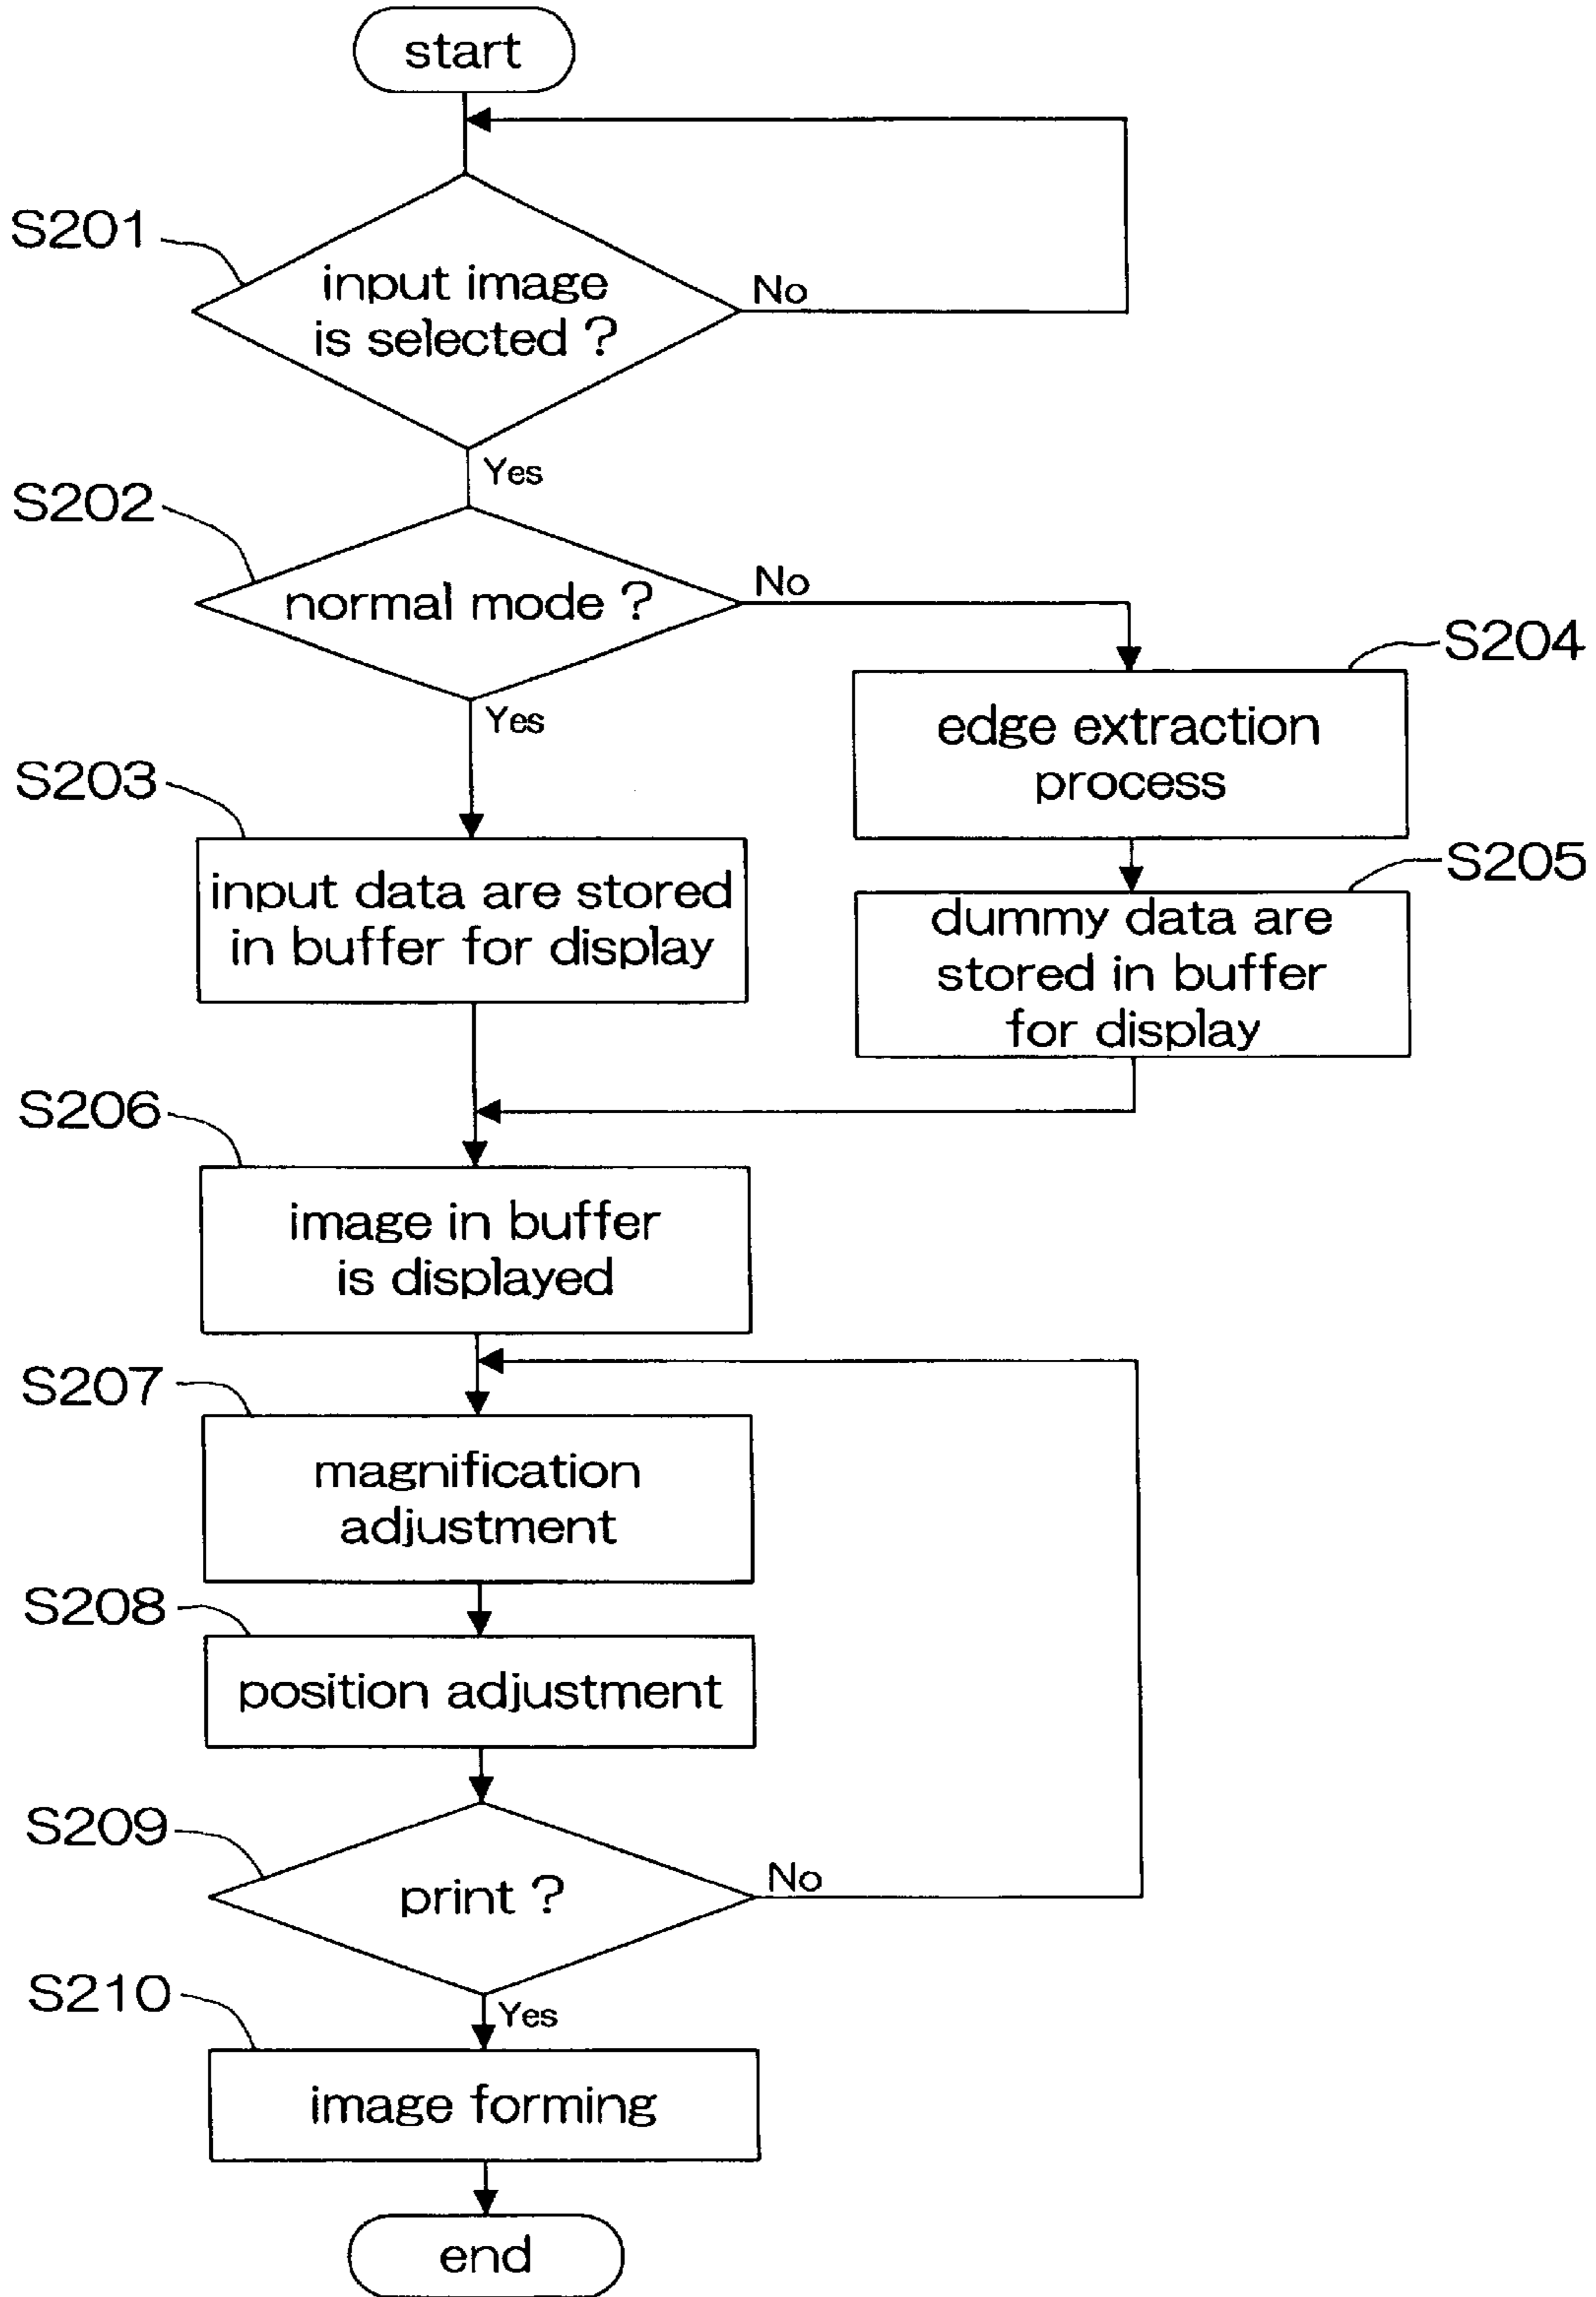 start
S201
input image
is selected ?
No
Yes
S202
normal mode ?
No
Yes
S204
edge extraction
process
S203
input data are stored
in buffer for display
S205
dummy data are
stored in buffer
for display
S206
image in buffer
is displayed
S207
magnification
adjustment
S208
position adjustment
S209
print ?
No
Yes
S210
image forming
end